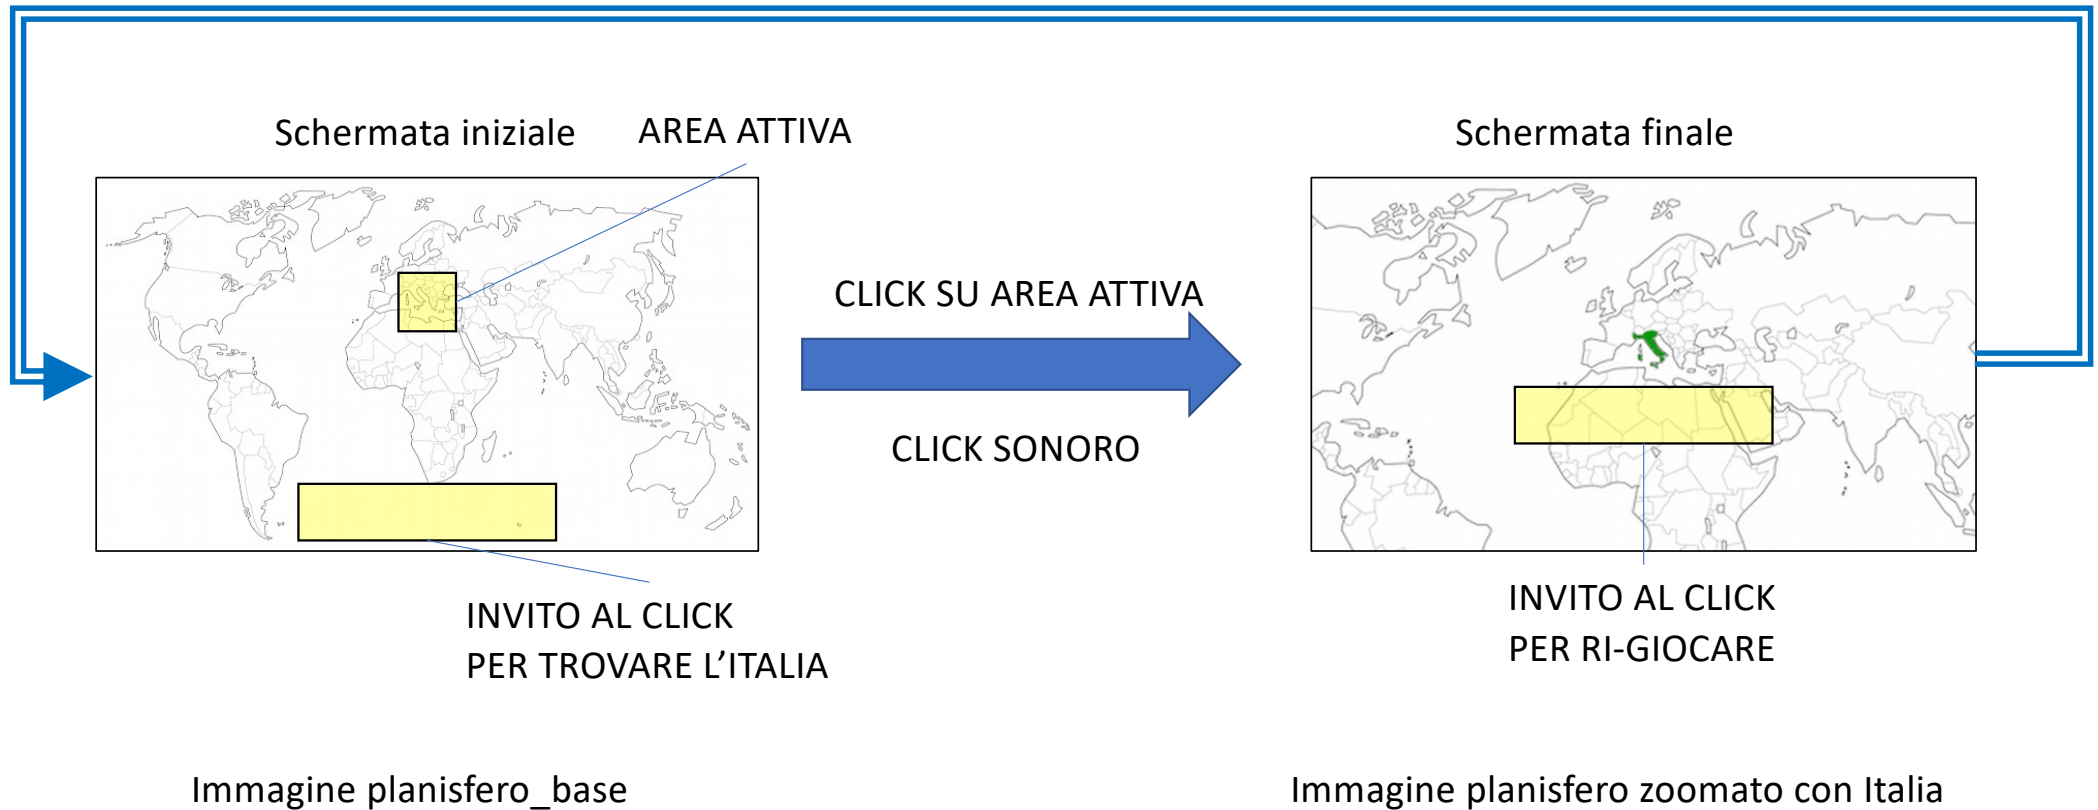 Schermata iniziale
AREA ATTIVA
Schermata finale
CLICK SU AREA ATTIVA
CLICK SONORO
INVITO AL CLICK
PER TROVARE L’ITALIA
INVITO AL CLICK
PER RI-GIOCARE
Immagine planisfero_base
Immagine planisfero zoomato con Italia